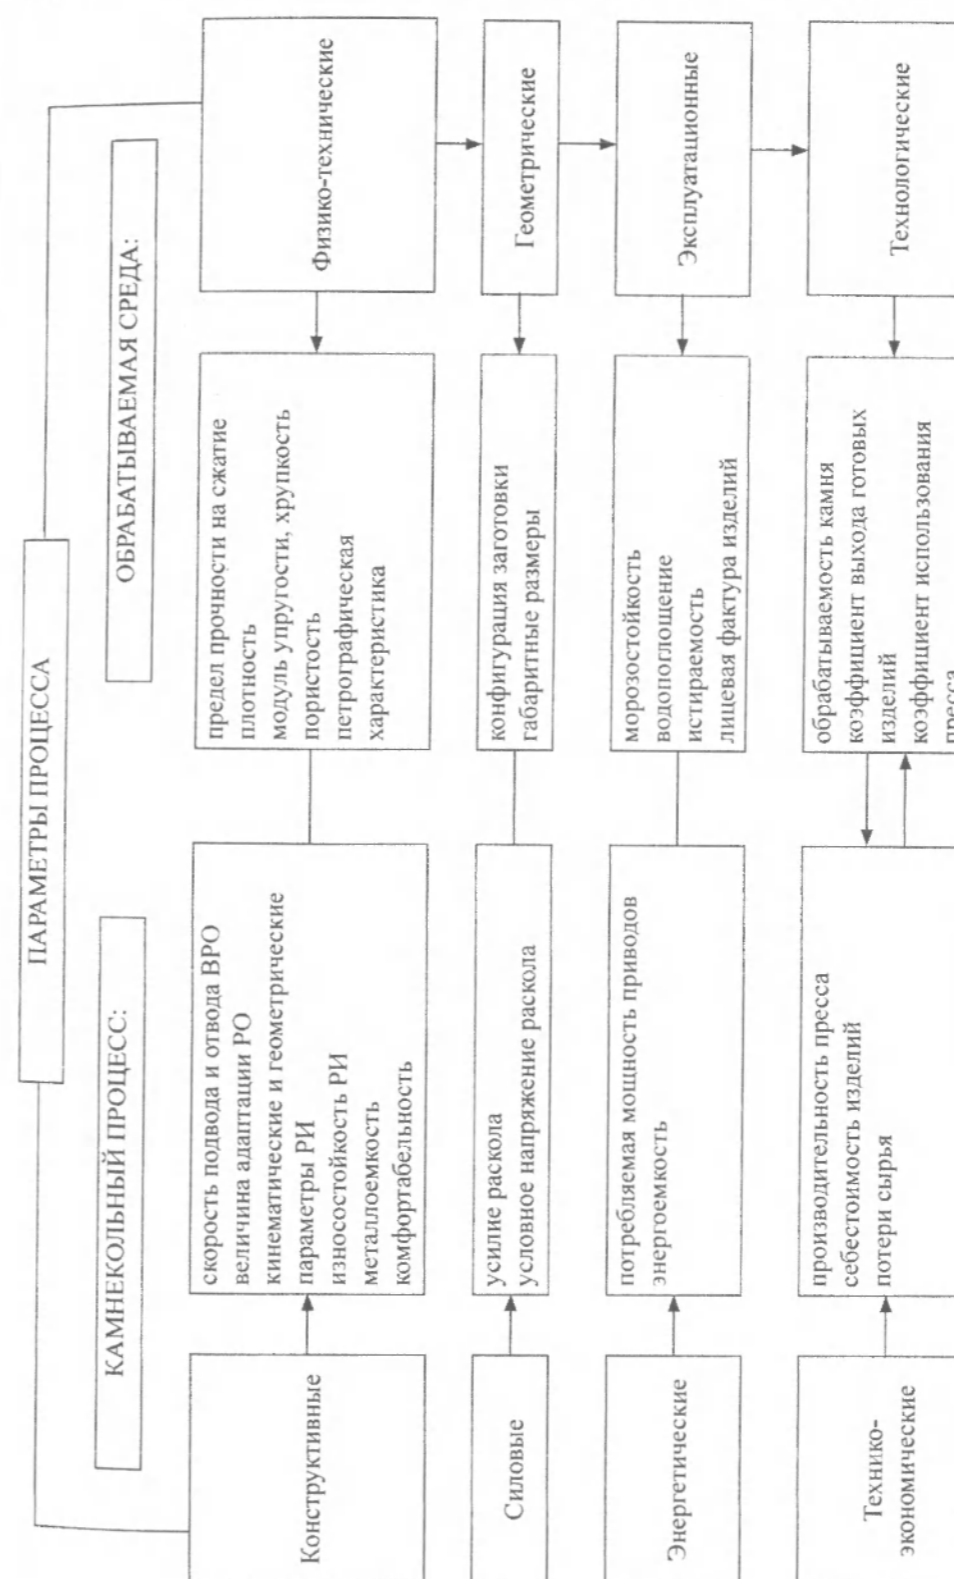 ПАРАМЕТРЫ ПРОЦЕССА
КАМНЕКОЛЬНЫЙ ПРОЦЕСС:
ОБРАБАТЫВАЕМАЯ СРЕДА:
Конструктивные
скорость подвода и отвода ВРО
величина адаптации РО
кинематические и геометрические
параметры РИ
износостойкость РИ
металлоемкость
комфортабельность
предел прочности на сжатие
плотность
модуль упругости, хрупкость
пористость
петрографическая
характеристика
Физико-технические
Силовые
усилие раскола
условное напряжение раскола
конфигурация заготовки
габаритные размеры
Геометрические
Энергетические
потребляемая мощность приводов
энергоемкость
морозостойкость
водопоглощение
истираемость
лицевая фактура изделий
Эксплуатационные
Технико-
экономические
производительность пресса
себестоимость изделий
потери сырья
обрабатываемость камня
коэффициент выхода готовых
изделий
коэффициент использования
пресса
Технологические